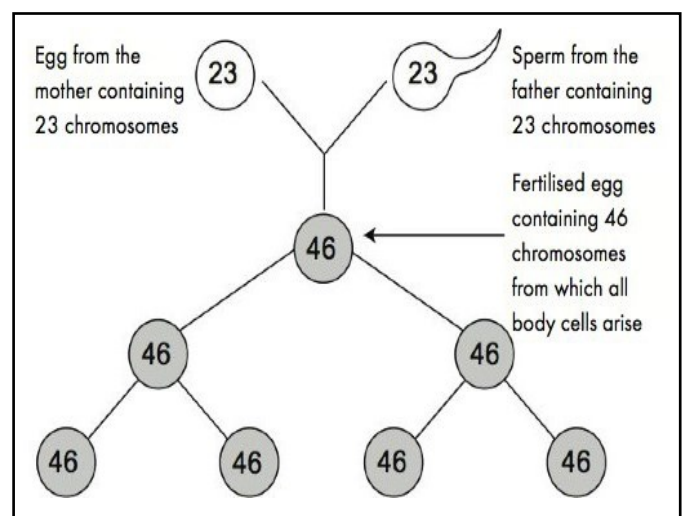 Egg from the
mother containing
23 chromosomes
23
23
Sperm from the
father containing
23 chromosomes
Fertilised egg
containing 46
chromosomes
from which all
body cells arise
46
46
46
46
46
46
46